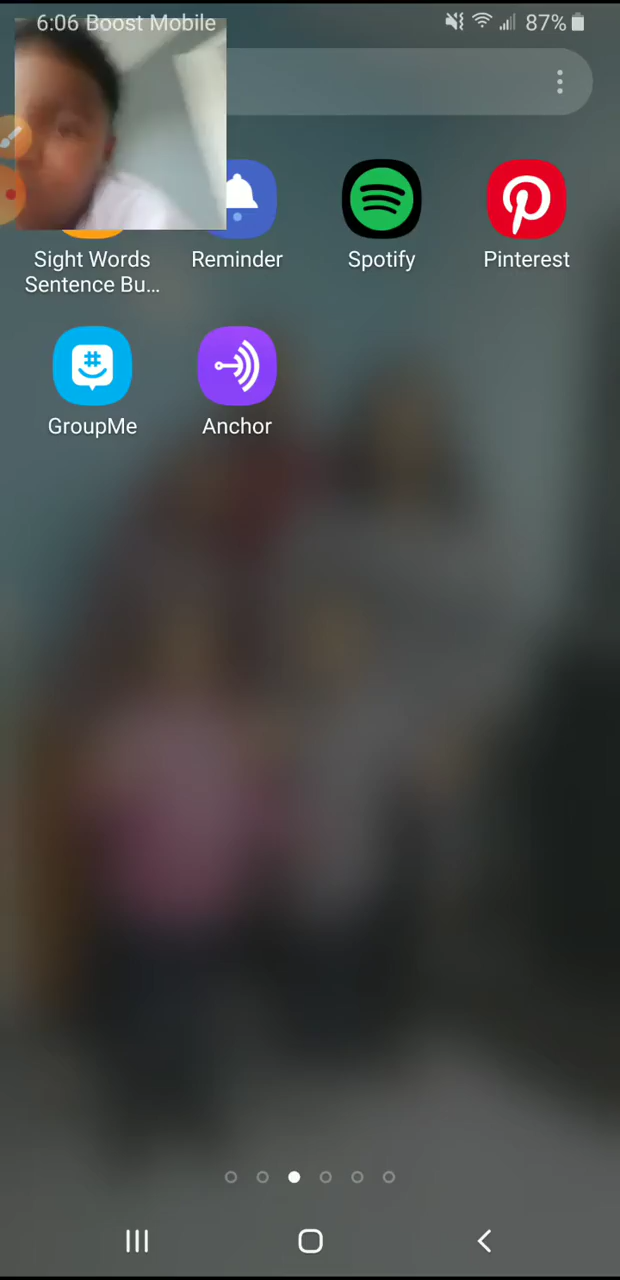 6:06 Boost Mobile 87%
Sight Words
Sentence Bu...
Reminder
Spotify
Pinterest
GroupMe
Anchor